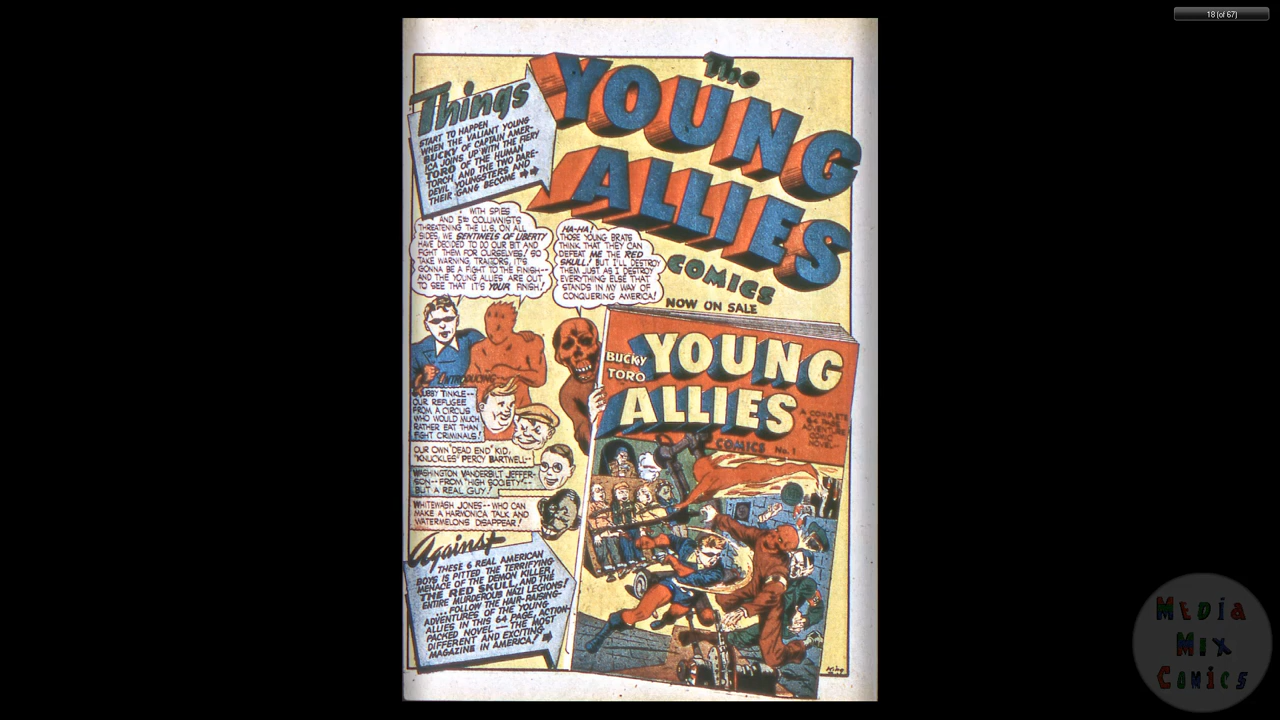 18 (of 67)
The
YOUNG
ALLIES
COMICS
NOW ON SALE
Things
START TO HAPPEN
WHEN THE VALIANT YOUNG
BUCKY OF CAPTAIN AMER-
ICA JOINS UP WITH THE FIERY
TORO OF THE HUMAN
TORCH, AND THE TWO DARE-
DEVIL YOUNGSTERS AND
THEIR GANG BECOME
WITH SPIES
AND 5TH COLUMNISTS
THREATENING THE U.S. ON ALL
SIDES, WE SENTINELS OF LIBERTY
HAVE DECIDED TO DO OUR BIT AND
FIGHT THEM FOR OURSELVES! SO
TAKE WARNING, TRAITORS, IT'S
GONNA BE A FIGHT TO THE FINISH--
AND THE YOUNG ALLIES ARE OUT
TO SEE THAT IT'S YOUR FINISH!
HA-HA!
THOSE YOUNG BRATS
THINK THAT THEY CAN
DEFEAT ME THE RED
SKULL! BUT I'LL DESTROY
THEM JUST AS I DESTROY
EVERYTHING ELSE THAT
STANDS IN MY WAY OF
CONQUERING AMERICA!
INTRODUCING--
TUBBY TINKLE--
OUR REFUGEE
FROM A CIRCUS
WHO WOULD MUCH
RATHER EAT THAN
FIGHT CRIMINALS!
OUR OWN "DEAD END" KID,
"KNUCKLES" PERCY BARTWELL--
WASHINGTON VANDERBILT JEFFER-
SON-- FROM "HIGH SOCIETY"--
BUT A REAL GUY!
WHITEWASH JONES-- WHO CAN
MAKE A HARMONICA TALK AND
WATERMELONS DISAPPEAR!
Against
THESE 6 REAL AMERICAN
BOYS IS PITTED THE TERRIFYING
MENACE OF THE DEMON KILLER,
THE RED SKULL, AND THE
ENTIRE MURDEROUS NAZI LEGIONS!
...FOLLOW THE HAIR-RAISING
ADVENTURES OF THE YOUNG
ALLIES IN THIS 64 PAGE, ACTION-
PACKED NOVEL -- THE MOST
DIFFERENT AND EXCITING
MAGAZINE IN AMERICA!
BUCKY
TORO
YOUNG
ALLIES
COMICS No. 1
A COMPLETE
64 PAGE
ADVENTURE
COMIC
NOVEL--
MEDIA
MIX
COMICS